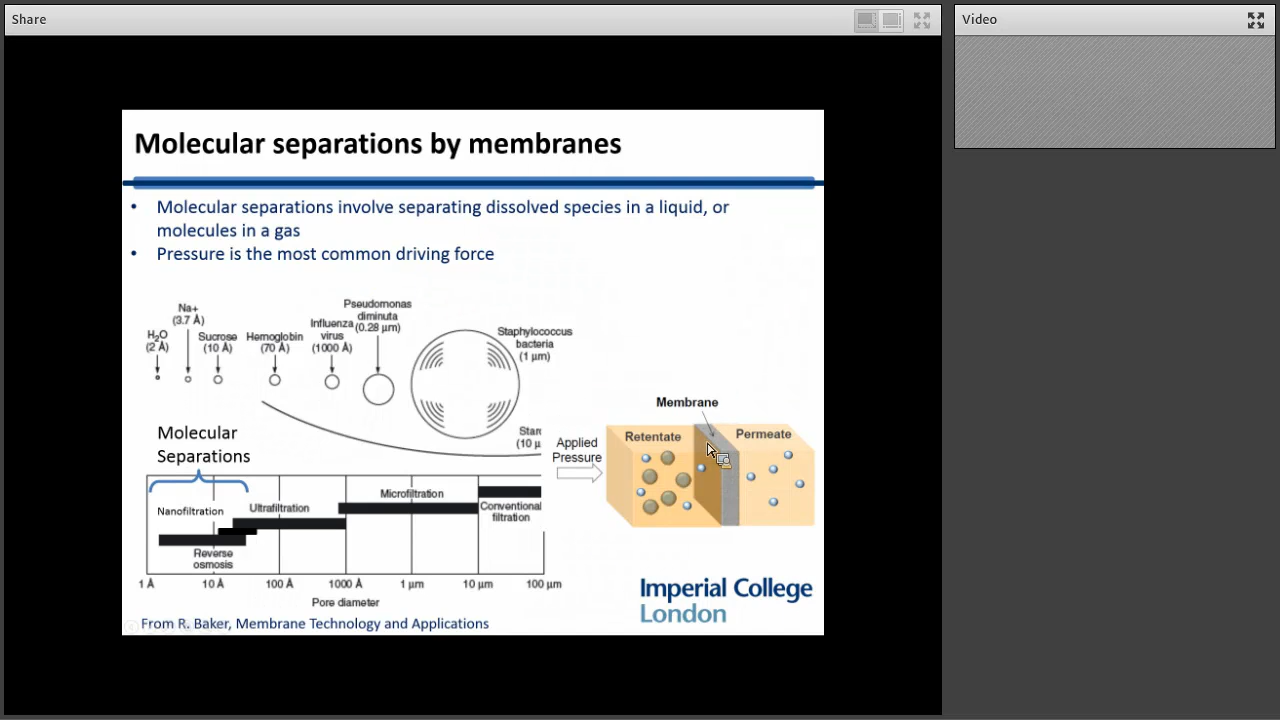 Share
Video
Molecular separations by membranes
• Molecular separations involve separating dissolved species in a liquid, or
molecules in a gas
• Pressure is the most common driving force
H₂O
(2 Å)
Na+
(3.7 Å)
Sucrose
(10 Å)
Hemoglobin
(70 Å)
Influenza
virus
(1000 Å)
Pseudomonas
diminuta
(0.28 μm)
Staphylococcus
bacteria
(1 μm)
(10 μ
Molecular
Separations
Nanofiltration
Ultrafiltration
Microfiltration
Conventional
filtration
Reverse
osmosis
1 Å
10 Å
100 Å
1000 Å
1 μm
10 μm
100 μm
Pore diameter
Applied
Pressure
Membrane
Retentate
Permeate
Imperial College
London
From R. Baker, Membrane Technology and Applications